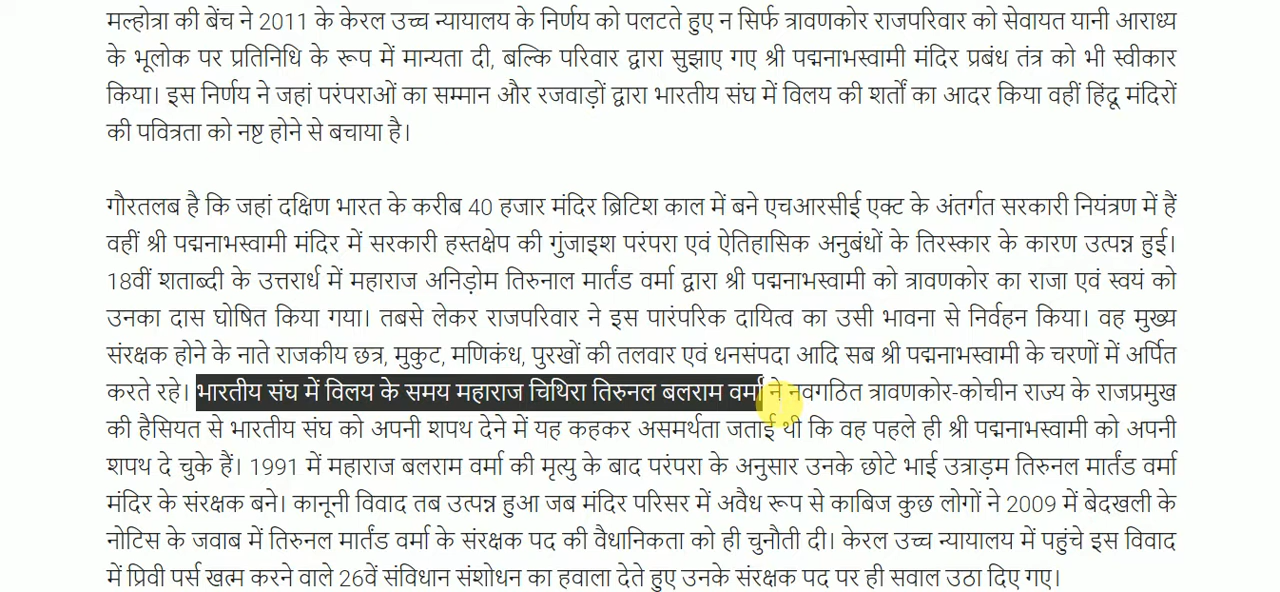 मल्होत्रा की बेंच ने 2011 के केरल उच्च न्यायालय के निर्णय को पलटते हुए न सिर्फ त्रावणकोर राजपरिवार को सेवायत यानी आराध्य
के भूलोक पर प्रतिनिधि के रूप में मान्यता दी, बल्कि परिवार द्वारा सुझाए गए श्री पद्मनाभस्वामी मंदिर प्रबंध तंत्र को भी स्वीकार
किया। इस निर्णय ने जहां परंपराओं का सम्मान और रजवाड़ों द्वारा भारतीय संघ में विलय की शर्तों का आदर किया वहीं हिंदू मंदिरों
की पवित्रता को नष्ट होने से बचाया है।
गौरतलब है कि जहां दक्षिण भारत के करीब 40 हजार मंदिर ब्रिटिश काल में बने एचआरसीई एक्ट के अंतर्गत सरकारी नियंत्रण में हैं
वहीं श्री पद्मनाभस्वामी मंदिर में सरकारी हस्तक्षेप की गुंजाइश परंपरा एवं ऐतिहासिक अनुबंधों के तिरस्कार के कारण उत्पन्न हुई।
18वीं शताब्दी के उत्तरार्ध में महाराज अनिड़ोम तिरुनाल मार्तंड वर्मा द्वारा श्री पद्मनाभस्वामी को त्रावणकोर का राजा एवं स्वयं को
उनका दास घोषित किया गया। तबसे लेकर राजपरिवार ने इस पारंपरिक दायित्व का उसी भावना से निर्वहन किया। वह मुख्य
संरक्षक होने के नाते राजकीय छत्र, मुकुट, मणिकंध, पुरखों की तलवार एवं धनसंपदा आदि सब श्री पद्मनाभस्वामी के चरणों में अर्पित
करते रहे। भारतीय संघ में विलय के समय महाराज चिथिरा तिरुनल बलराम वर्मा ने नवगठित त्रावणकोर-कोचीन राज्य के राजप्रमुख
की हैसियत से भारतीय संघ को अपनी शपथ देने में यह कहकर असमर्थता जताई थी कि वह पहले ही श्री पद्मनाभस्वामी को अपनी
शपथ दे चुके हैं। 1991 में महाराज बलराम वर्मा की मृत्यु के बाद परंपरा के अनुसार उनके छोटे भाई उत्राड़म तिरुनल मार्तंड वर्मा
मंदिर के संरक्षक बने। कानूनी विवाद तब उत्पन्न हुआ जब मंदिर परिसर में अवैध रूप से काबिज कुछ लोगों ने 2009 में बेदखली के
नोटिस के जवाब में तिरुनल मार्तंड वर्मा के संरक्षक पद की वैधानिकता को ही चुनौती दी। केरल उच्च न्यायालय में पहुंचे इस विवाद
में प्रिवी पर्स खत्म करने वाले 26वें संविधान संशोधन का हवाला देते हुए उनके संरक्षक पद पर ही सवाल उठा दिए गए।